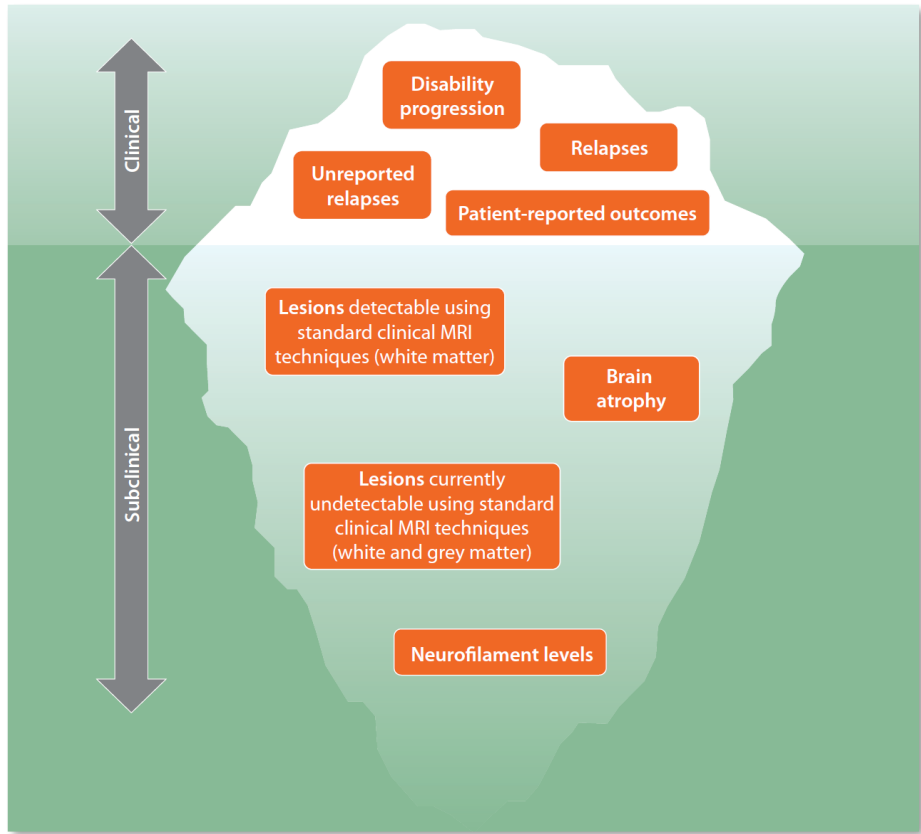 Clinical
Disability
progression
Relapses
Unreported
relapses
Patient-reported outcomes
Subclinical
Lesions detectable using
standard clinical MRI
techniques (white matter)
Brain
atrophy
Lesions currently
undetectable using standard
clinical MRI techniques
(white and grey matter)
Neurofilament levels